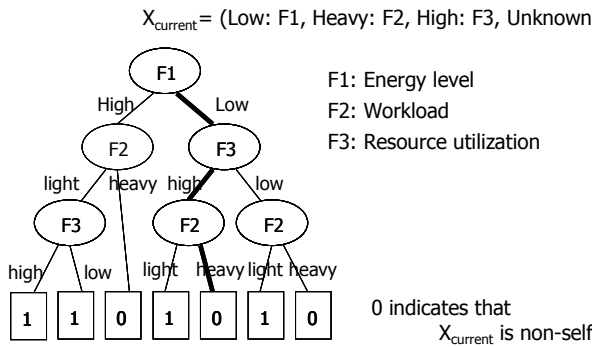 Xcurrent= (Low: F1, Heavy: F2, High: F3, Unknown
F1
F1: Energy level
High
Low
F2: Workload
F2
F3
F3: Resource utilization
light
heavy
high
low
F3
F2
F2
high
low
light
heavy
light
heavy
1
1
0
1
0
1
0
0 indicates that
Xcurrent is non-self